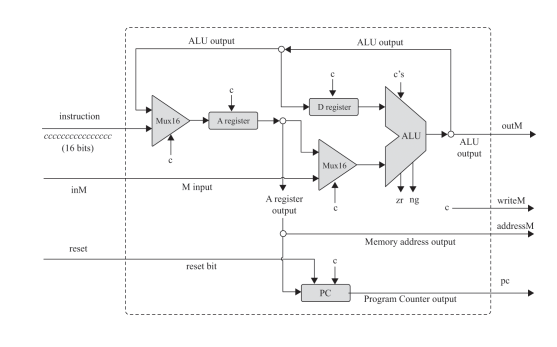 ALU output
ALU output
c
c
c's
instruction
cccccccccccccccc
(16 bits)
Mux16
A register
D register
ALU
outM
ALU
output
c
Mux16
inM
M input
A register
output
c
zr ng
c
writeM
addressM
Memory address output
reset
reset bit
c
PC
Program Counter output
pc